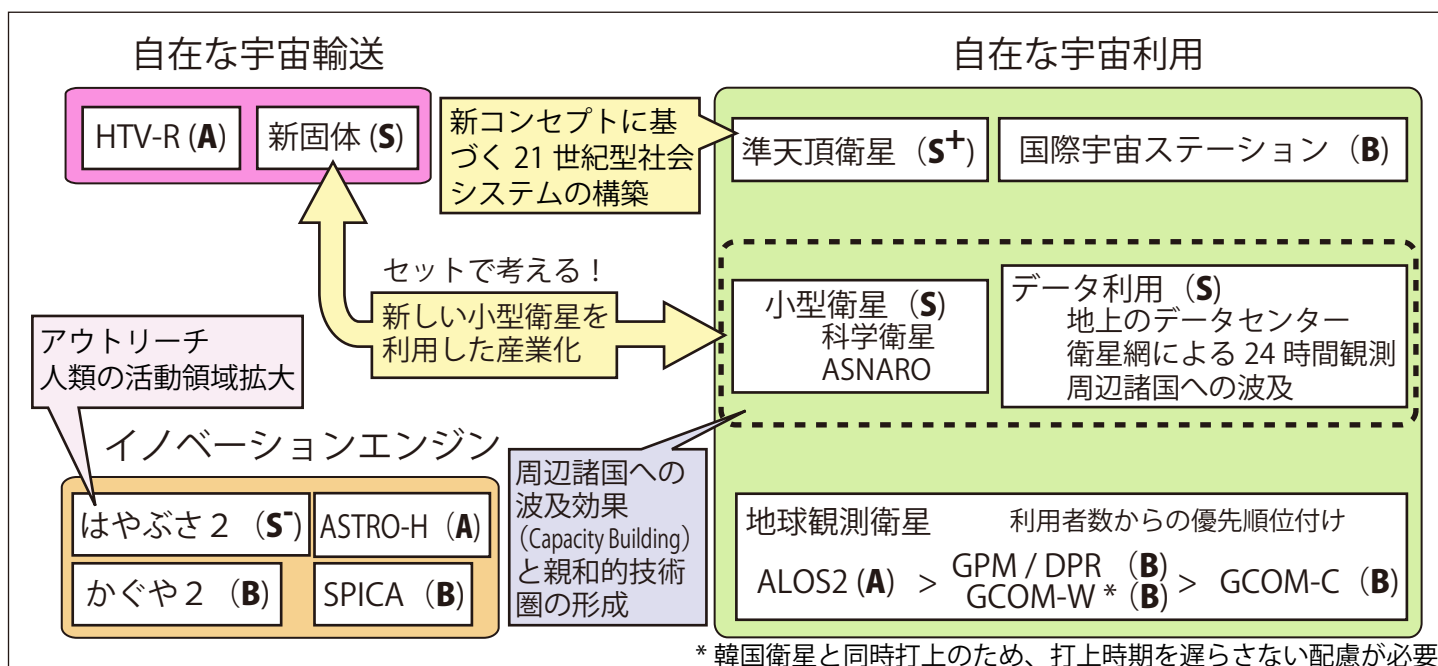 自在な宇宙輸送
HTV-R (A)
新固体 (S)
新コンセプトに基
づく 21 世紀型社会
システムの構築
セットで考える！
新しい小型衛星を
利用した産業化
アウトリーチ
人類の活動領域拡大
イノベーションエンジン
はやぶさ２（S⁻）
ASTRO-H（A）
かぐや２（B）
SPICA（B）
周辺諸国への
波及効果
（Capacity Building）
と親和的技術
圏の形成
自在な宇宙利用
準天頂衛星（S⁺）
国際宇宙ステーション（B）
小型衛星（S）
科学衛星
ASNARO
データ利用（S）
地上のデータセンター
衛星網による 24 時間観測
周辺諸国への波及
地球観測衛星　利用者数からの優先順位付け
ALOS2 (A) > GPM / DPR（B） > GCOM-C（B）
GCOM-W *（B）
* 韓国衛星と同時打上のため、打上時期を遅らさない配慮が必要